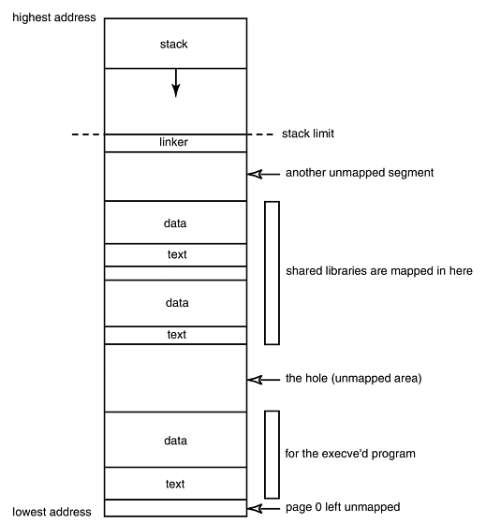 highest address
stack
stack limit
linker
another unmapped segment
data
text
shared libraries are mapped in here
data
text
the hole (unmapped area)
data
for the execve'd program
text
page 0 left unmapped
lowest address